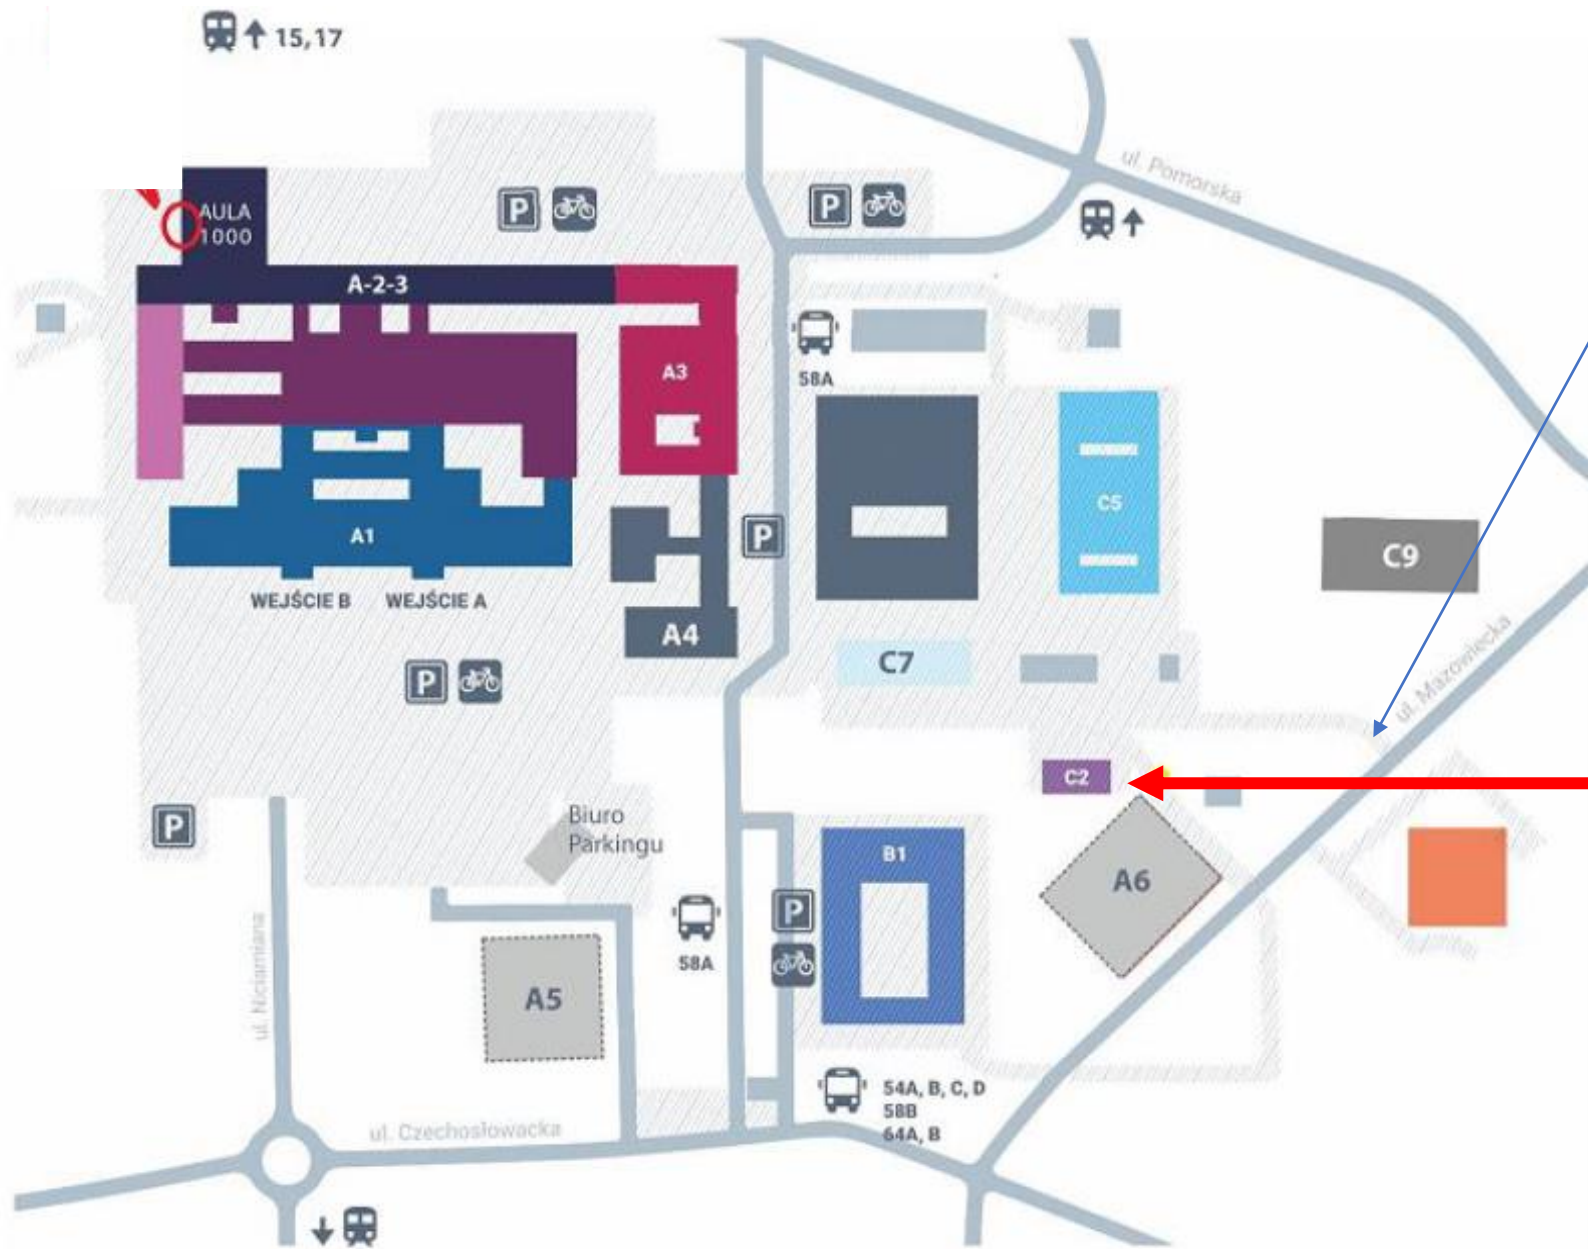 15, 17
ul. Pomorska
P
P
AULA
1000
A-2-3
58A
A3
C5
P
A1
C9
WEJŚCIE B
WEJŚCIE A
A4
C7
P
ul. Mazowiecka
C2
P
Biuro
Parkingu
B1
A6
P
58A
ul. Niciarniana
A5
54A, B, C, D
58B
64A, B
ul. Czechosłowacka